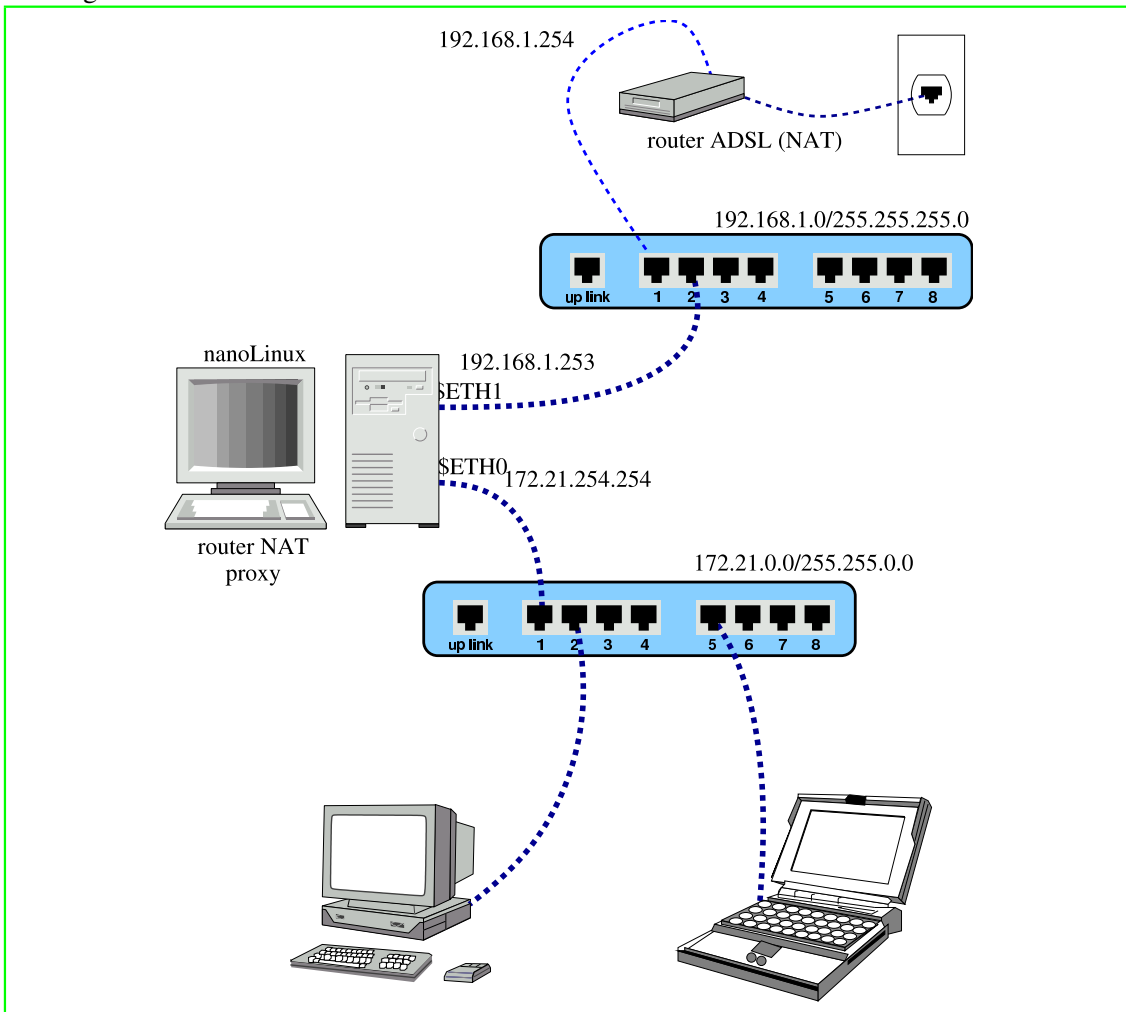 192.168.1.254
router ADSL (NAT)
192.168.1.0/255.255.255.0
up link 1 2 3 4 5 6 7 8
nanoLinux
192.168.1.253
$ETH1
$ETH0
172.21.254.254
router NAT
proxy
172.21.0.0/255.255.0.0
up link 1 2 3 4 5 6 7 8